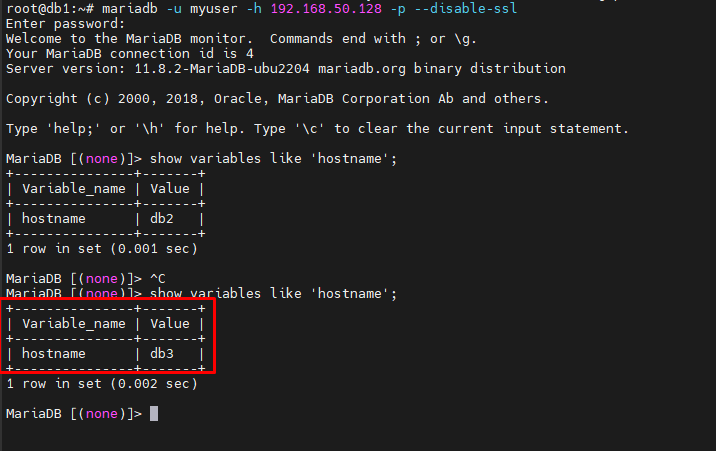 root@db1:~# mariadb -u myuser -h 192.168.50.128 -p --disable-ssl
Enter password:
Welcome to the MariaDB monitor.  Commands end with ; or \g.
Your MariaDB connection id is 4
Server version: 11.8.2-MariaDB-ubu2204 mariadb.org binary distribution

Copyright (c) 2000, 2018, Oracle, MariaDB Corporation Ab and others.

Type 'help;' or '\h' for help. Type '\c' to clear the current input statement.

MariaDB [(none)]> show variables like 'hostname';
+---------------+-------+
| Variable_name | Value |
+---------------+-------+
| hostname      | db2   |
+---------------+-------+
1 row in set (0.001 sec)

MariaDB [(none)]> ^C
MariaDB [(none)]> show variables like 'hostname';
+---------------+-------+
| Variable_name | Value |
+---------------+-------+
| hostname      | db3   |
+---------------+-------+
1 row in set (0.002 sec)

MariaDB [(none)]>